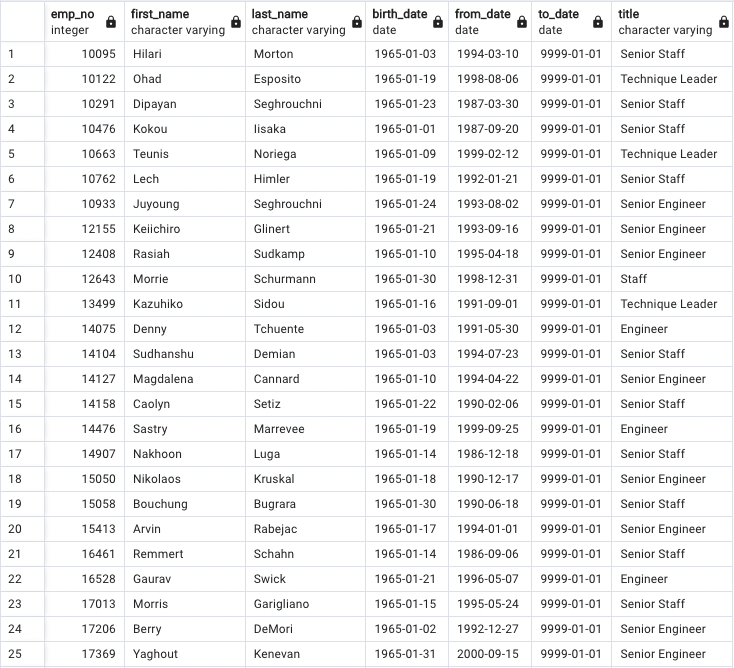 emp_no first_name last_name birth_date from_date to_date title
integer character varying character varying date date date character varying
1 10095 Hilari Morton 1965-01-03 1994-03-10 9999-01-01 Senior Staff
2 10122 Ohad Esposito 1965-01-19 1998-08-06 9999-01-01 Technique Leader
3 10291 Dipayan Seghrouchni 1965-01-23 1987-03-30 9999-01-01 Senior Staff
4 10476 Kokou Iisaka 1965-01-01 1987-09-20 9999-01-01 Senior Staff
5 10663 Teunis Noriega 1965-01-09 1999-02-12 9999-01-01 Technique Leader
6 10762 Lech Himler 1965-01-19 1992-01-21 9999-01-01 Senior Staff
7 10933 Juyoung Seghrouchni 1965-01-24 1993-08-02 9999-01-01 Senior Engineer
8 12155 Keiichiro Glinert 1965-01-21 1993-09-16 9999-01-01 Senior Engineer
9 12408 Rasiah Sudkamp 1965-01-10 1995-04-18 9999-01-01 Senior Engineer
10 12643 Morrie Schurmann 1965-01-30 1998-12-31 9999-01-01 Staff
11 13499 Kazuhiko Sidou 1965-01-16 1991-09-01 9999-01-01 Technique Leader
12 14075 Denny Tchuente 1965-01-03 1991-05-30 9999-01-01 Engineer
13 14104 Sudhanshu Demian 1965-01-03 1994-07-23 9999-01-01 Senior Staff
14 14127 Magdalena Cannard 1965-01-10 1994-04-22 9999-01-01 Senior Engineer
15 14158 Caolyn Setiz 1965-01-22 1990-02-06 9999-01-01 Senior Staff
16 14476 Sastry Marrevee 1965-01-19 1999-09-25 9999-01-01 Engineer
17 14907 Nakhoon Luga 1965-01-14 1986-12-18 9999-01-01 Senior Staff
18 15050 Nikolaos Kruskal 1965-01-18 1990-12-17 9999-01-01 Senior Engineer
19 15058 Bouchung Bugrara 1965-01-30 1990-06-18 9999-01-01 Senior Staff
20 15413 Arvin Rabejac 1965-01-17 1994-01-01 9999-01-01 Senior Engineer
21 16461 Remmert Schahn 1965-01-14 1986-09-06 9999-01-01 Senior Staff
22 16528 Gaurav Swick 1965-01-21 1996-05-07 9999-01-01 Engineer
23 17013 Morris Garigliano 1965-01-15 1995-05-24 9999-01-01 Senior Staff
24 17206 Berry DeMori 1965-01-02 1992-12-27 9999-01-01 Senior Engineer
25 17369 Yaghout Kenevan 1965-01-31 2000-09-15 9999-01-01 Senior Engineer